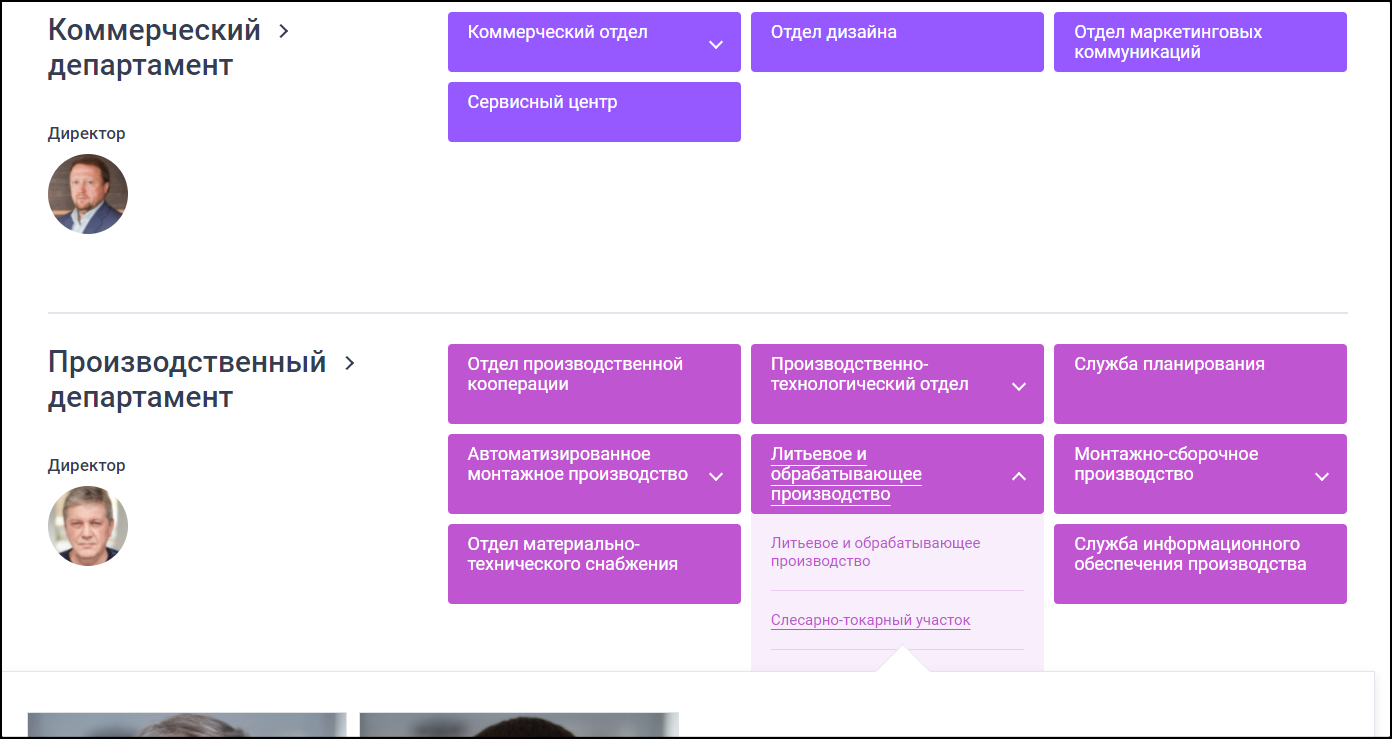 Коммерческий
департамент
Директор
Коммерческий отдел
Отдел дизайна
Отдел маркетинговых
коммуникаций
Сервисный центр
Производственный
департамент
Директор
Отдел производственной
кооперации
Производственно-
технологический отдел
Служба планирования
Автоматизированное
монтажное производство
Литьевое и
обрабатывающее
производство
Монтажно-сборочное
производство
Отдел материально-
технического снабжения
Литьевое и обрабатывающее
производство
Слесарно-токарный участок
Служба информационного
обеспечения производства